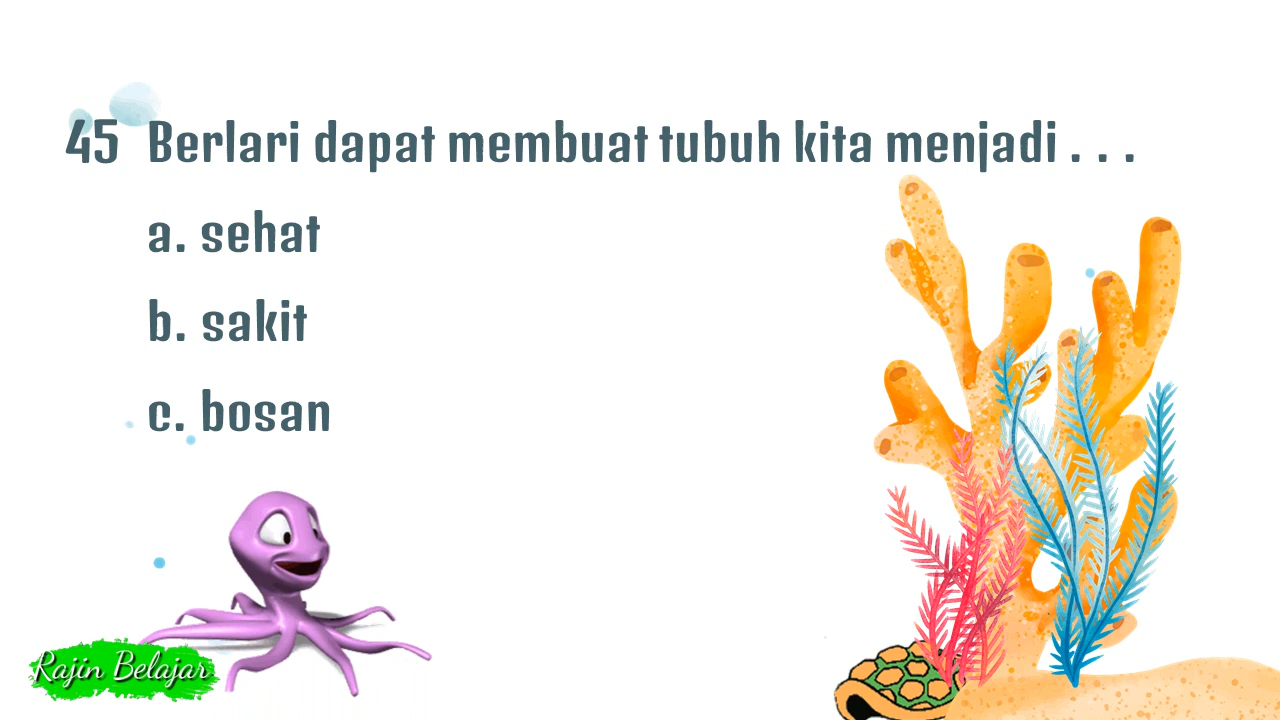 45 Berlari dapat membuat tubuh kita menjadi . . .
a. sehat
b. sakit
c. bosan
Rajin Belajar